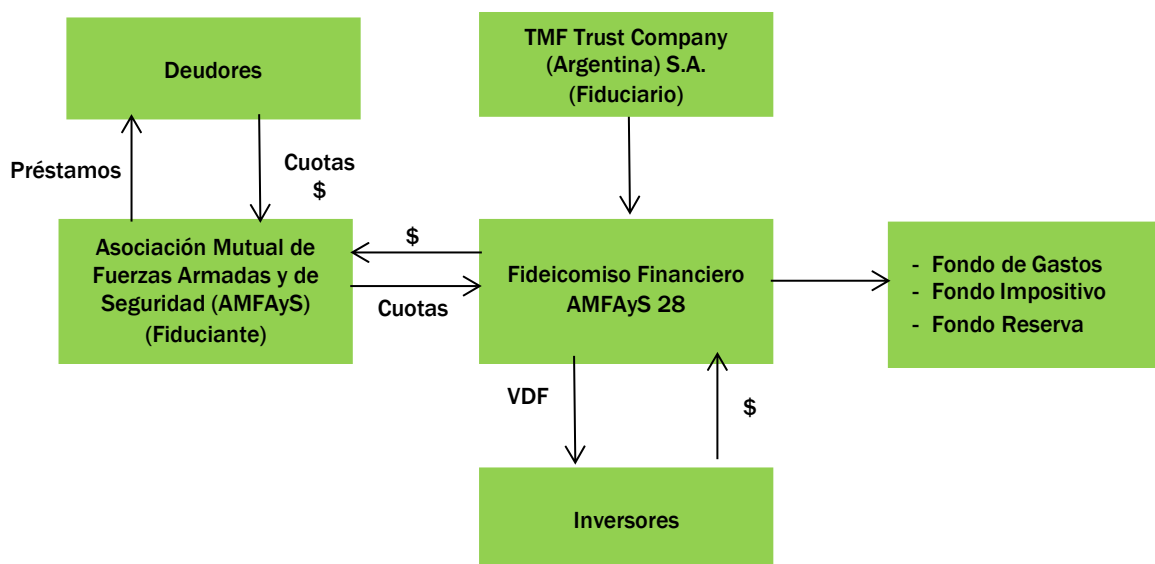 Deudores
TMF Trust Company
(Argentina) S.A.
(Fiduciario)
Préstamos
Cuotas
$
Asociación Mutual de
Fuerzas Armadas y de
Seguridad (AMFAyS)
(Fiduciante)
$
Cuotas
Fideicomiso Financiero
AMFAyS 28
- Fondo de Gastos
- Fondo Impositivo
- Fondo Reserva
VDF
$
Inversores